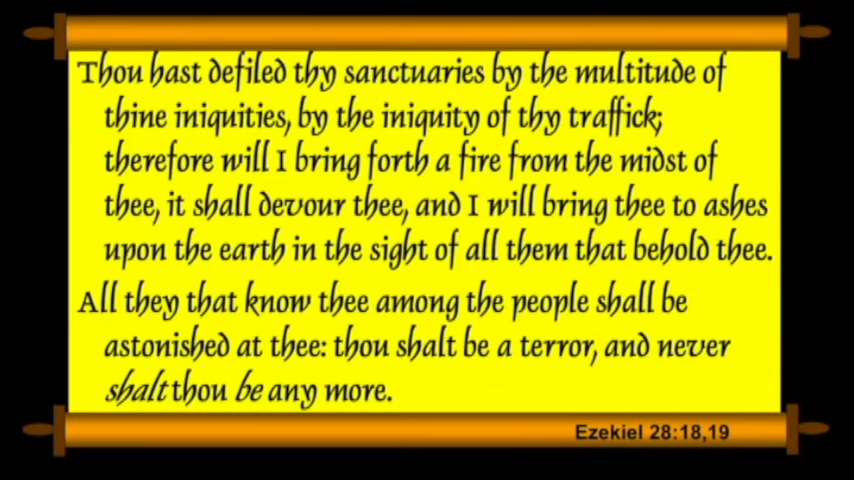 Thou hast defiled thy sanctuaries by the multitude of
thine iniquities, by the iniquity of thy traffick;
therefore will I bring forth a fire from the midst of
thee, it shall devour thee, and I will bring thee to ashes
upon the earth in the sight of all them that behold thee.
All they that know thee among the people shall be
astonished at thee: thou shalt be a terror, and never
shalt thou be any more.
Ezekiel 28:18,19